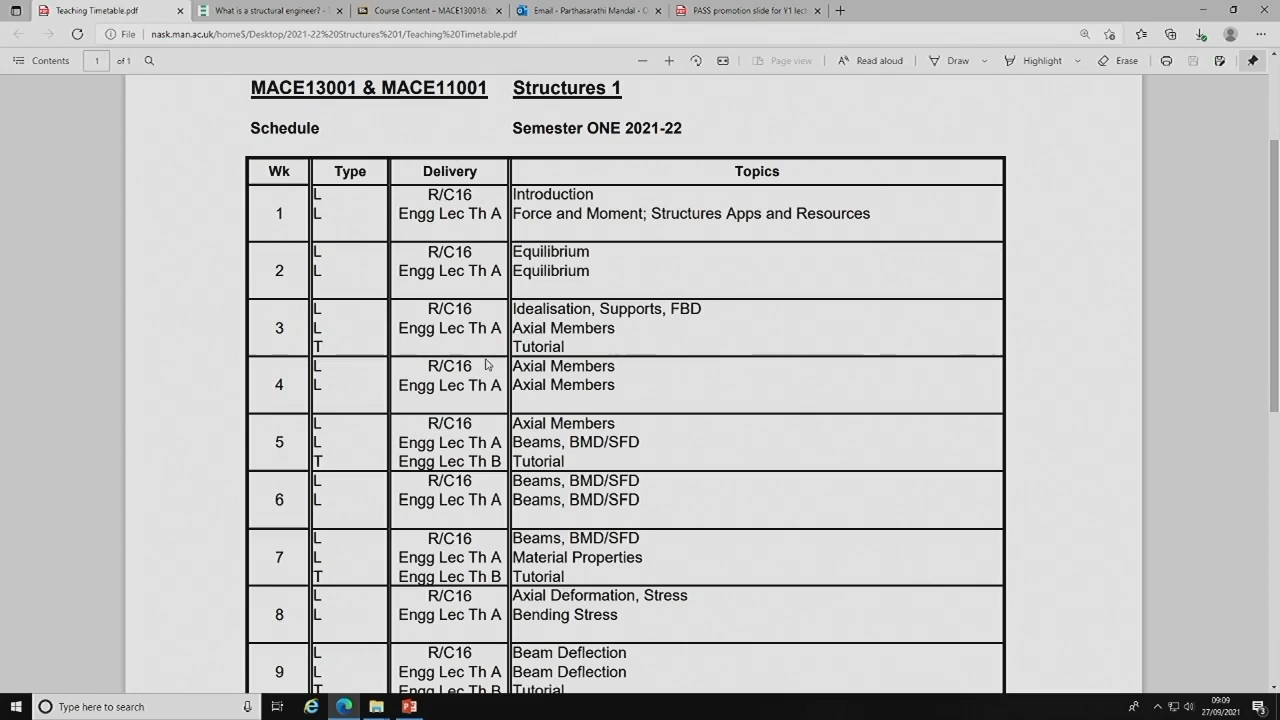 Teaching Timetable.pdf
What is a structural engineer? - T
Course Content – MACE13001&
Email - Parthasarathi Mandal - O
PASS promotion slide for Y1 lect
File
nask.man.ac.uk/home$/Desktop/2021-22%20Structures%201/Teaching%20Timetable.pdf
Contents
1 of 1
Page view
Read aloud
Draw
Highlight
Erase
MACE13001 & MACE11001 Structures 1
Schedule Semester ONE 2021-22
Wk Type Delivery Topics
L R/C16 Introduction
1 L Engg Lec Th A Force and Moment; Structures Apps and Resources
L R/C16 Equilibrium
2 L Engg Lec Th A Equilibrium
L R/C16 Idealisation, Supports, FBD
3 L Engg Lec Th A Axial Members
T Tutorial
L R/C16 Axial Members
4 L Engg Lec Th A Axial Members
L R/C16 Axial Members
5 L Engg Lec Th A Beams, BMD/SFD
T Engg Lec Th B Tutorial
L R/C16 Beams, BMD/SFD
6 L Engg Lec Th A Beams, BMD/SFD
L R/C16 Beams, BMD/SFD
7 L Engg Lec Th A Material Properties
T Engg Lec Th B Tutorial
L R/C16 Axial Deformation, Stress
8 L Engg Lec Th A Bending Stress
L R/C16 Beam Deflection
9 L Engg Lec Th A Beam Deflection
T Engg Lec Th B Tutorial
Type here to search
09:09
27/09/2021